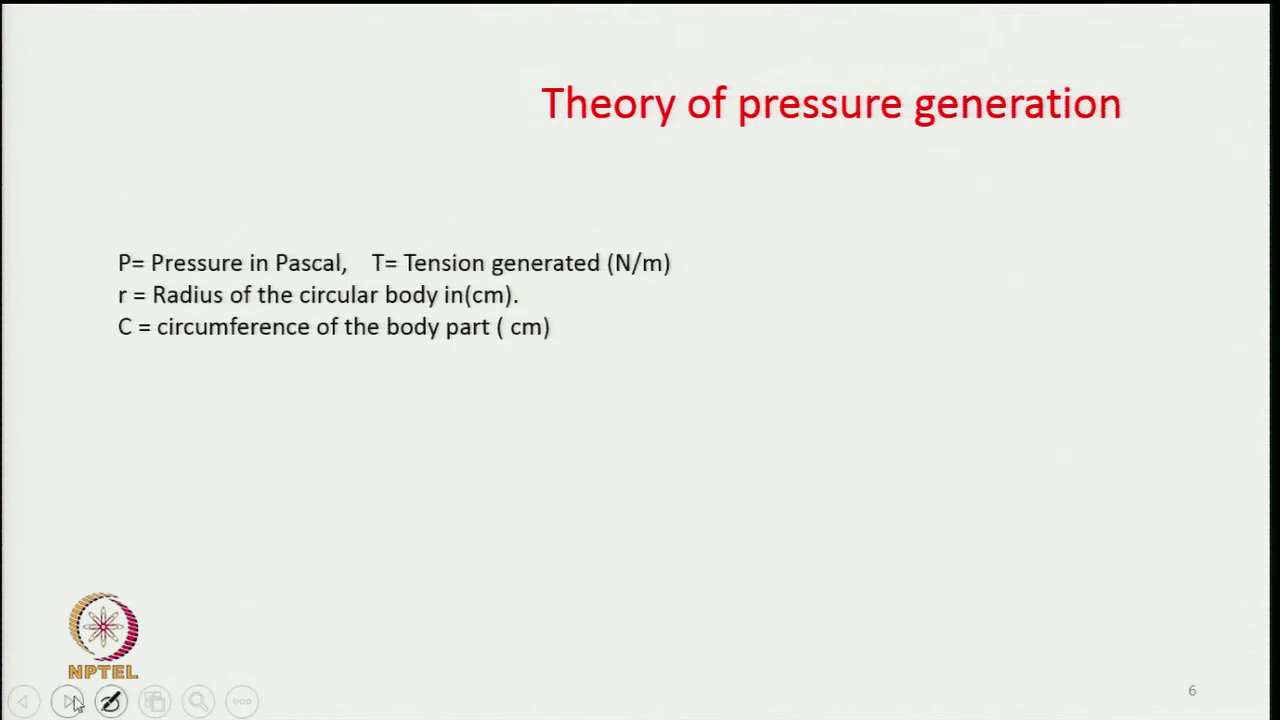 Theory of pressure generation
P= Pressure in Pascal, T= Tension generated (N/m)
r = Radius of the circular body in(cm).
C = circumference of the body part ( cm)
NPTEL
6